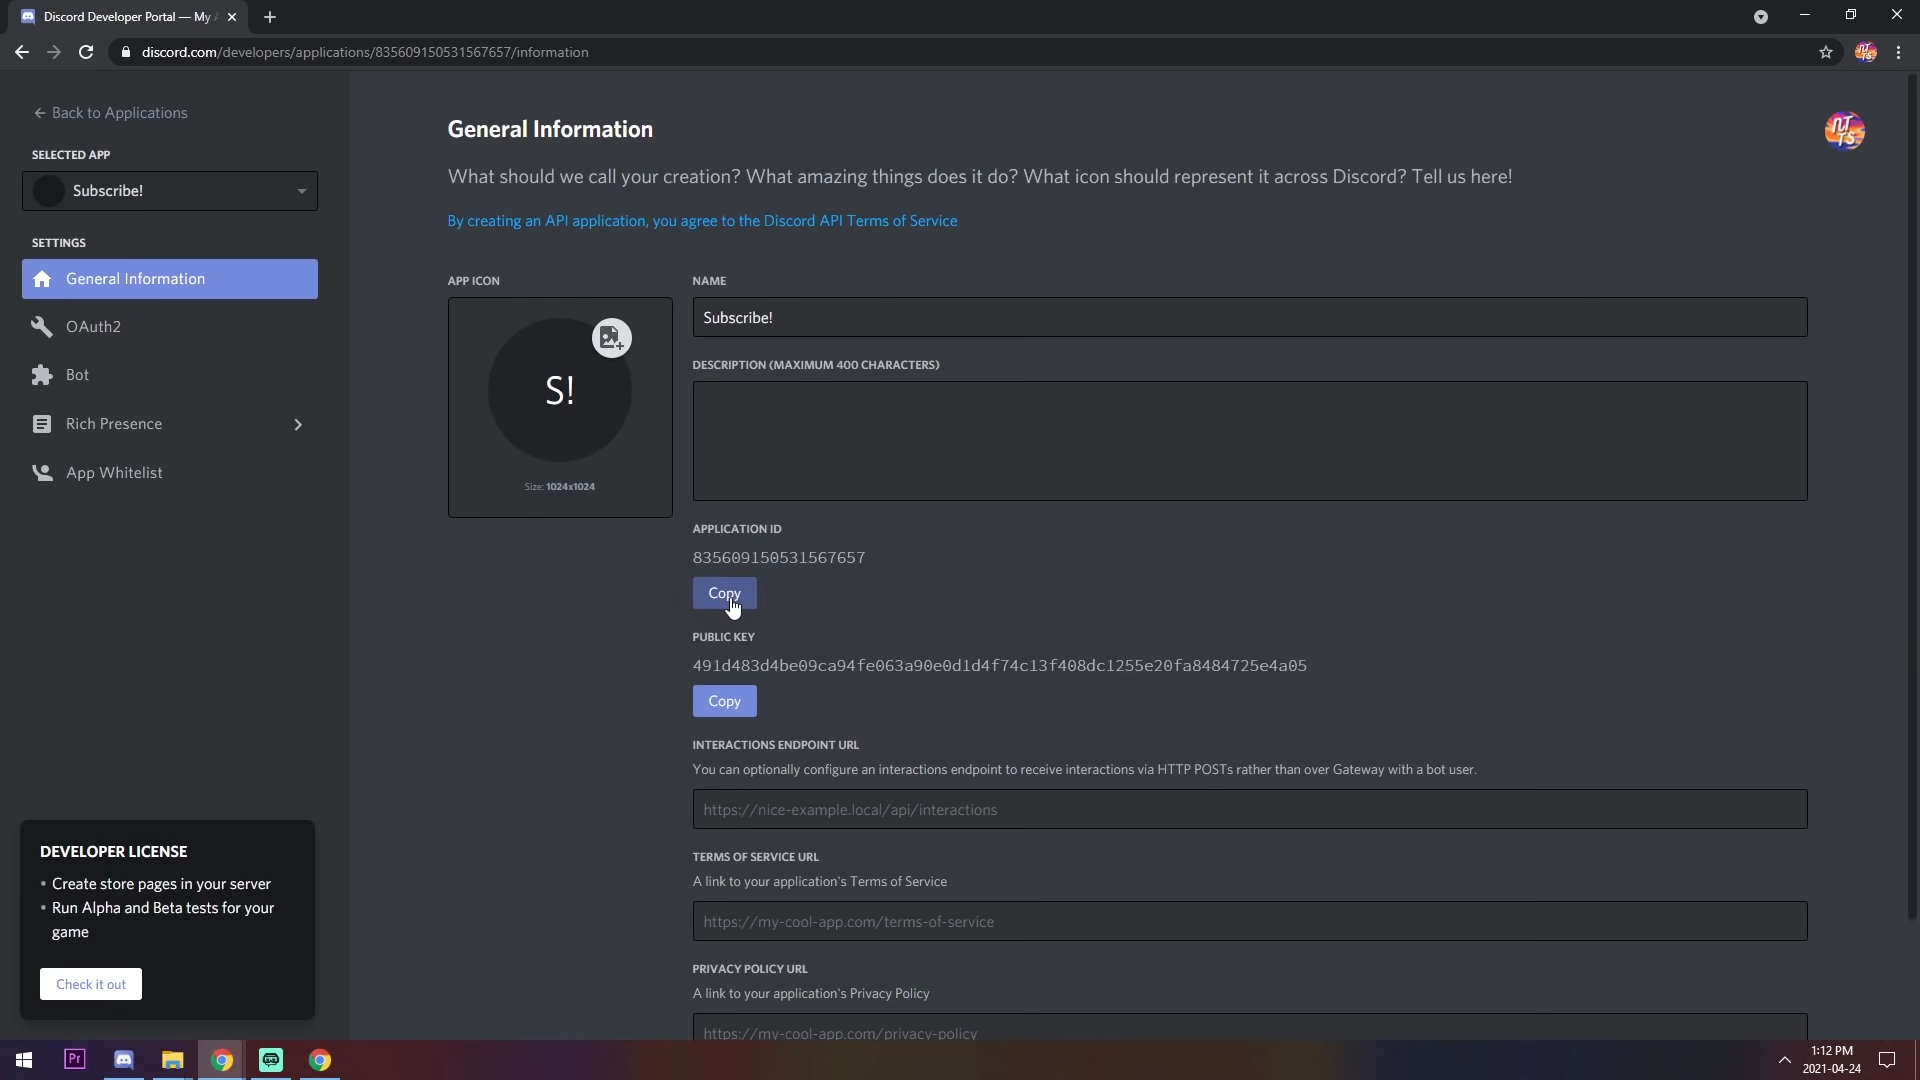 Discord Developer Portal — My A
discord.com/developers/applications/835609150531567657/information
← Back to Applications
SELECTED APP
Subscribe!
SETTINGS
General Information
OAuth2
Bot
Rich Presence
App Whitelist
DEVELOPER LICENSE
• Create store pages in your server
• Run Alpha and Beta tests for your
game
Check it out
General Information
NTTS
What should we call your creation? What amazing things does it do? What icon should represent it across Discord? Tell us here!
By creating an API application, you agree to the Discord API Terms of Service
APP ICON
S!
Size: 1024x1024
NAME
Subscribe!
DESCRIPTION (MAXIMUM 400 CHARACTERS)
APPLICATION ID
835609150531567657
Copy
PUBLIC KEY
491d483d4be09ca94fe063a90e0d1d4f74c13f408dc1255e20fa8484725e4a05
Copy
INTERACTIONS ENDPOINT URL
You can optionally configure an interactions endpoint to receive interactions via HTTP POSTs rather than over Gateway with a bot user.
https://nice-example.local/api/interactions
TERMS OF SERVICE URL
A link to your application's Terms of Service
https://my-cool-app.com/terms-of-service
PRIVACY POLICY URL
A link to your application's Privacy Policy
https://my-cool-app.com/privacy-policy
Pr
1:12 PM
2021-04-24